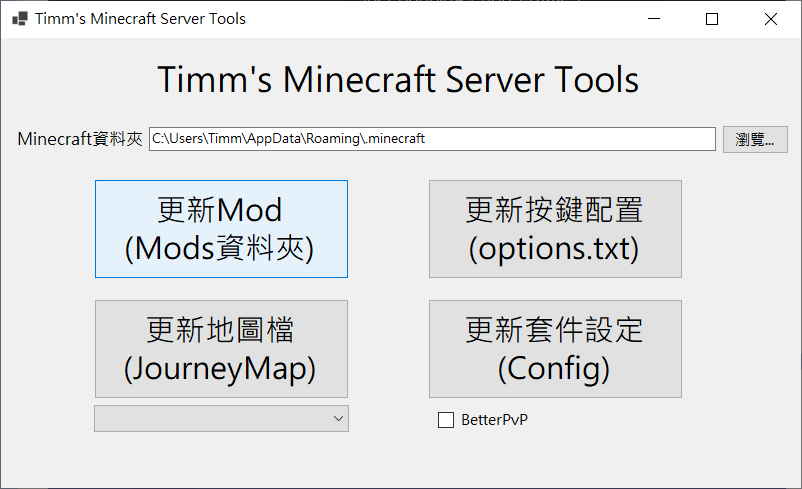 Timm's Minecraft Server Tools
Timm's Minecraft Server Tools
Minecraft資料夾 C:\Users\Timm\AppData\Roaming\.minecraft 瀏覽...
更新Mod
(Mods資料夾)
更新按鍵配置
(options.txt)
更新地圖檔
(JourneyMap)
更新套件設定
(Config)
BetterPvP